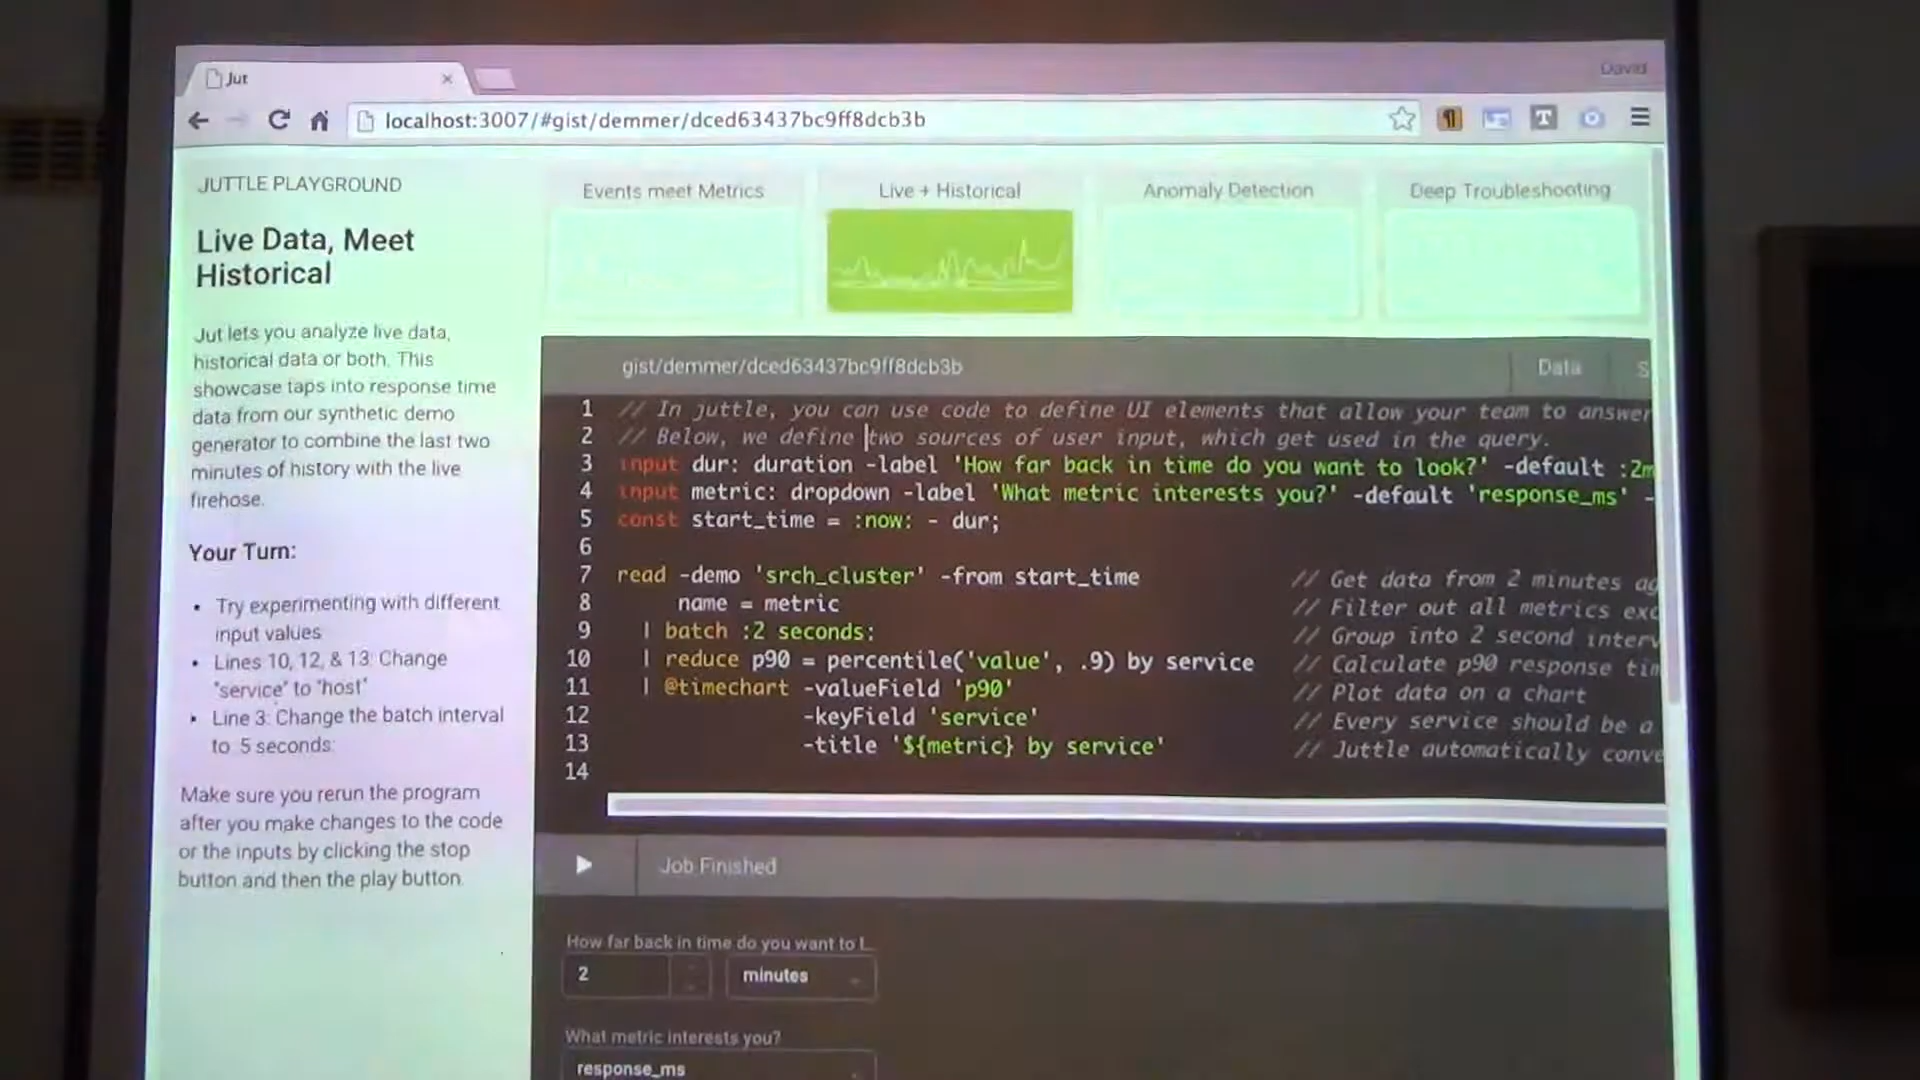 Jut
David
localhost:3007/#gist/demmer/dced63437bc9ff8dcb3b
JUTTLE PLAYGROUND
Live Data, Meet
Historical
Jut lets you analyze live data,
historical data or both. This
showcase taps into response time
data from our synthetic demo
generator to combine the last two
minutes of history with the live
firehose.
Your Turn:
• Try experimenting with different
input values
• Lines 10, 12, & 13: Change
"service" to "host"
• Line 3: Change the batch interval
to 5 seconds.
Make sure you rerun the program
after you make changes to the code
or the inputs by clicking the stop
button and then the play button.
Events meet Metrics
Live + Historical
Anomaly Detection
Deep Troubleshooting
gist/demmer/dced63437bc9ff8dcb3b
Data
S
1 // In juttle, you can use code to define UI elements that allow your team to answer
2 // Below, we define two sources of user input, which get used in the query.
3 input dur: duration -label 'How far back in time do you want to look?' -default :2m
4 input metric: dropdown -label 'What metric interests you?' -default 'response_ms' -
5 const start_time = :now: - dur;
6
7 read -demo 'srch_cluster' -from start_time // Get data from 2 minutes ag
8 name = metric // Filter out all metrics exc
9 | batch :2 seconds: // Group into 2 second interv
10 | reduce p90 = percentile('value', .9) by service // Calculate p90 response tim
11 | @timechart -valueField 'p90' // Plot data on a chart
12 -keyField 'service' // Every service should be a
13 -title '${metric} by service' // Juttle automatically conve
14
Job Finished
How far back in time do you want to l...
2 minutes
What metric interests you?
response_ms